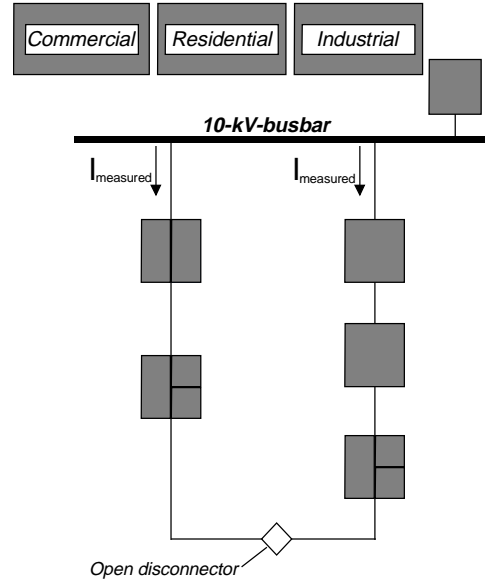 Commercial
Residential
Industrial
10-kV-busbar
Imeasured
Imeasured
Open disconnector